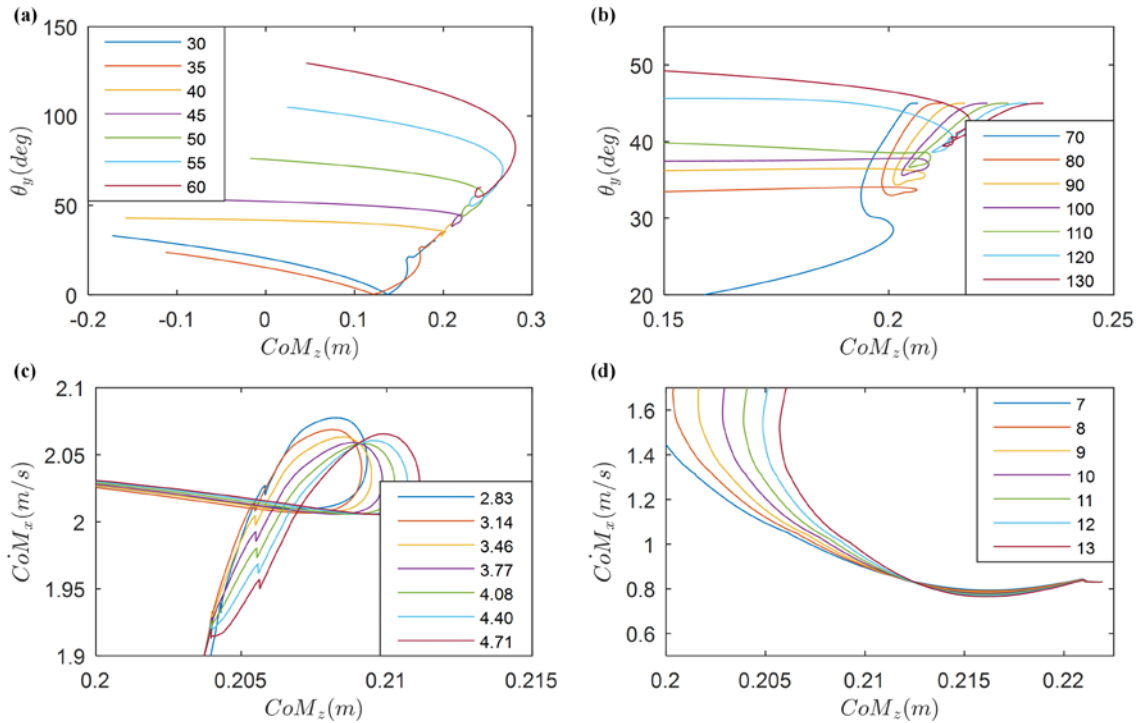 (a)
150
100
50
0
θy(deg)
30
35
40
45
50
55
60
-0.2 -0.1 0 0.1 0.2 0.3
CoMz(m)
(b)
50
40
30
20
θy(deg)
70
80
90
100
110
120
130
0.15 0.2 0.25
CoMz(m)
(c)
2.1
2.05
2
1.95
1.9
ĊoMx(m/s)
2.83
3.14
3.46
3.77
4.08
4.40
4.71
0.2 0.205 0.21 0.215
CoMz(m)
(d)
1.6
1.4
1.2
1
0.8
0.6
ĊoMx(m/s)
7
8
9
10
11
12
13
0.2 0.205 0.21 0.215 0.22
CoMz(m)